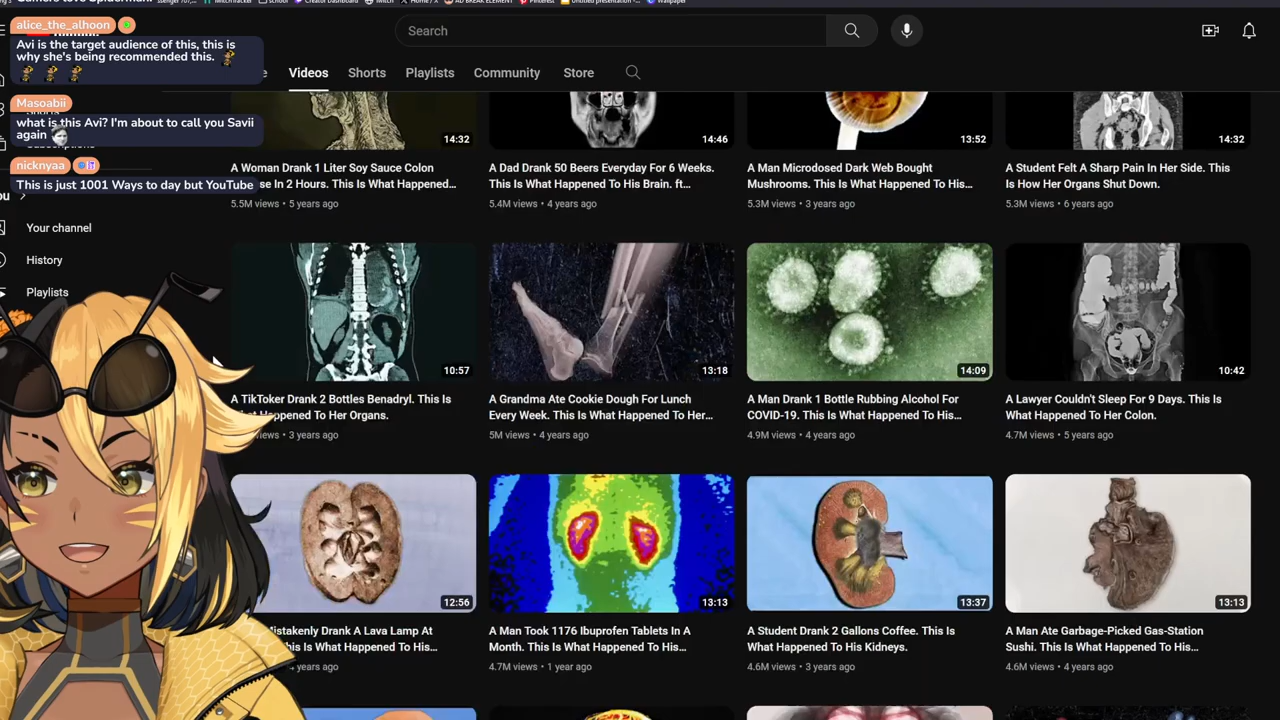 Search
alice_the_alhoon
Avi is the target audience of this, this is
why she's being recommended this.
Masoabii
what is this Avi? I'm about to call you Savii
again
nicknyaa
This is just 1001 Ways to day but YouTube
Videos
Shorts
Playlists
Community
Store
Your channel
History
Playlists
14:32
14:46
13:52
14:32
A Woman Drank 1 Liter Soy Sauce Colon
se In 2 Hours. This Is What Happened...
5.5M views • 5 years ago
A Dad Drank 50 Beers Everyday For 6 Weeks.
This Is What Happened To His Brain. ft...
5.4M views • 4 years ago
A Man Microdosed Dark Web Bought
Mushrooms. This Is What Happened To His...
5.3M views • 3 years ago
A Student Felt A Sharp Pain In Her Side. This
Is How Her Organs Shut Down.
5.3M views • 6 years ago
10:57
13:18
14:09
10:42
A TikToker Drank 2 Bottles Benadryl. This Is
Happened To Her Organs.
views • 3 years ago
A Grandma Ate Cookie Dough For Lunch
Every Week. This Is What Happened To Her...
5M views • 4 years ago
A Man Drank 1 Bottle Rubbing Alcohol For
COVID-19. This Is What Happened To His...
4.9M views • 4 years ago
A Lawyer Couldn't Sleep For 9 Days. This Is
What Happened To Her Colon.
4.7M views • 5 years ago
12:56
13:13
13:37
13:13
Mistakenly Drank A Lava Lamp At
This Is What Happened To His...
years ago
A Man Took 1176 Ibuprofen Tablets In A
Month. This Is What Happened To His...
4.7M views • 1 year ago
A Student Drank 2 Gallons Coffee. This Is
What Happened To His Kidneys.
4.6M views • 3 years ago
A Man Ate Garbage-Picked Gas-Station
Sushi. This Is What Happened To His...
4.6M views • 4 years ago